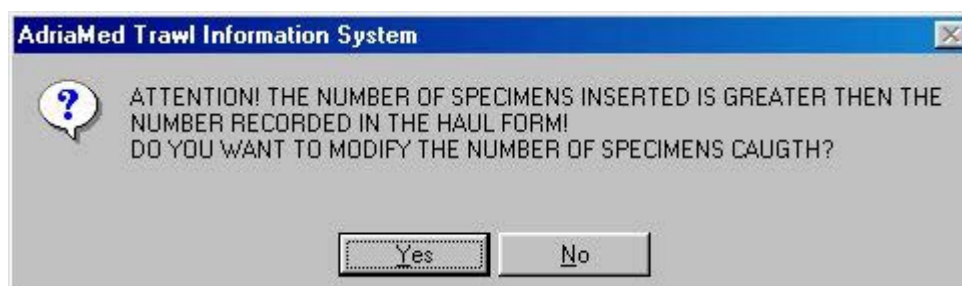 AdriaMed Trawl Information System
ATTENTION! THE NUMBER OF SPECIMENS INSERTED IS GREATER THEN THE
NUMBER RECORDED IN THE HAUL FORM!
DO YOU WANT TO MODIFY THE NUMBER OF SPECIMENS CAUGTH?
Yes No